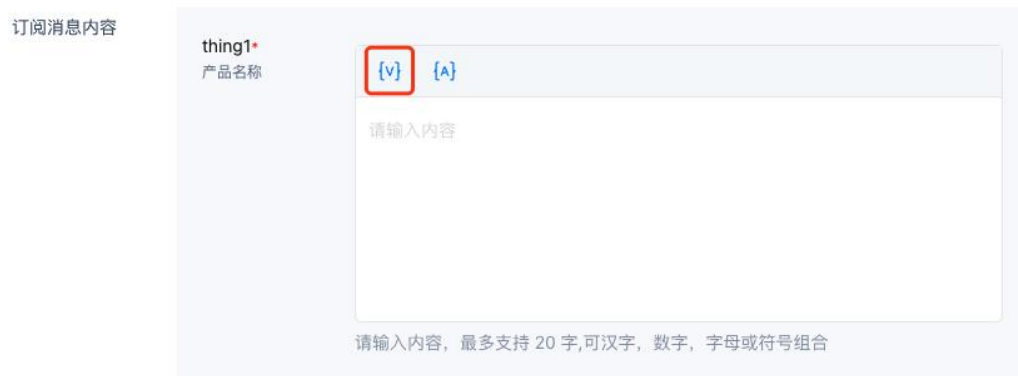 订阅消息内容
thing1*
产品名称
{v} {A}
请输入内容
请输入内容，最多支持 20 字,可汉字，数字，字母或符号组合